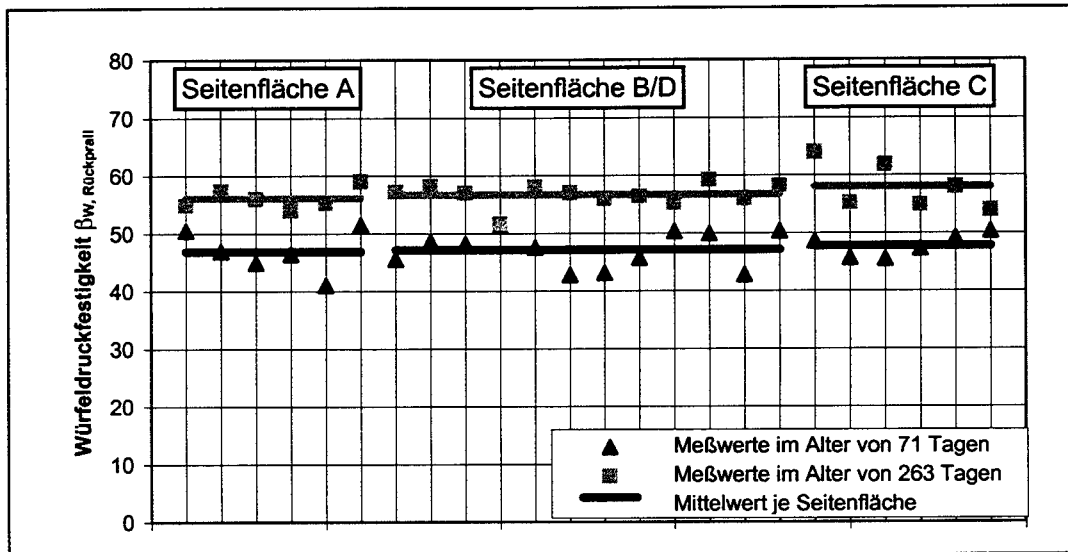 80
70
60
50
40
30
20
10
0
Würfeldruckfestigkeit βW, Rückprall
Seitenfläche A
Seitenfläche B/D
Seitenfläche C
Meßwerte im Alter von 71 Tagen
Meßwerte im Alter von 263 Tagen
Mittelwert je Seitenfläche